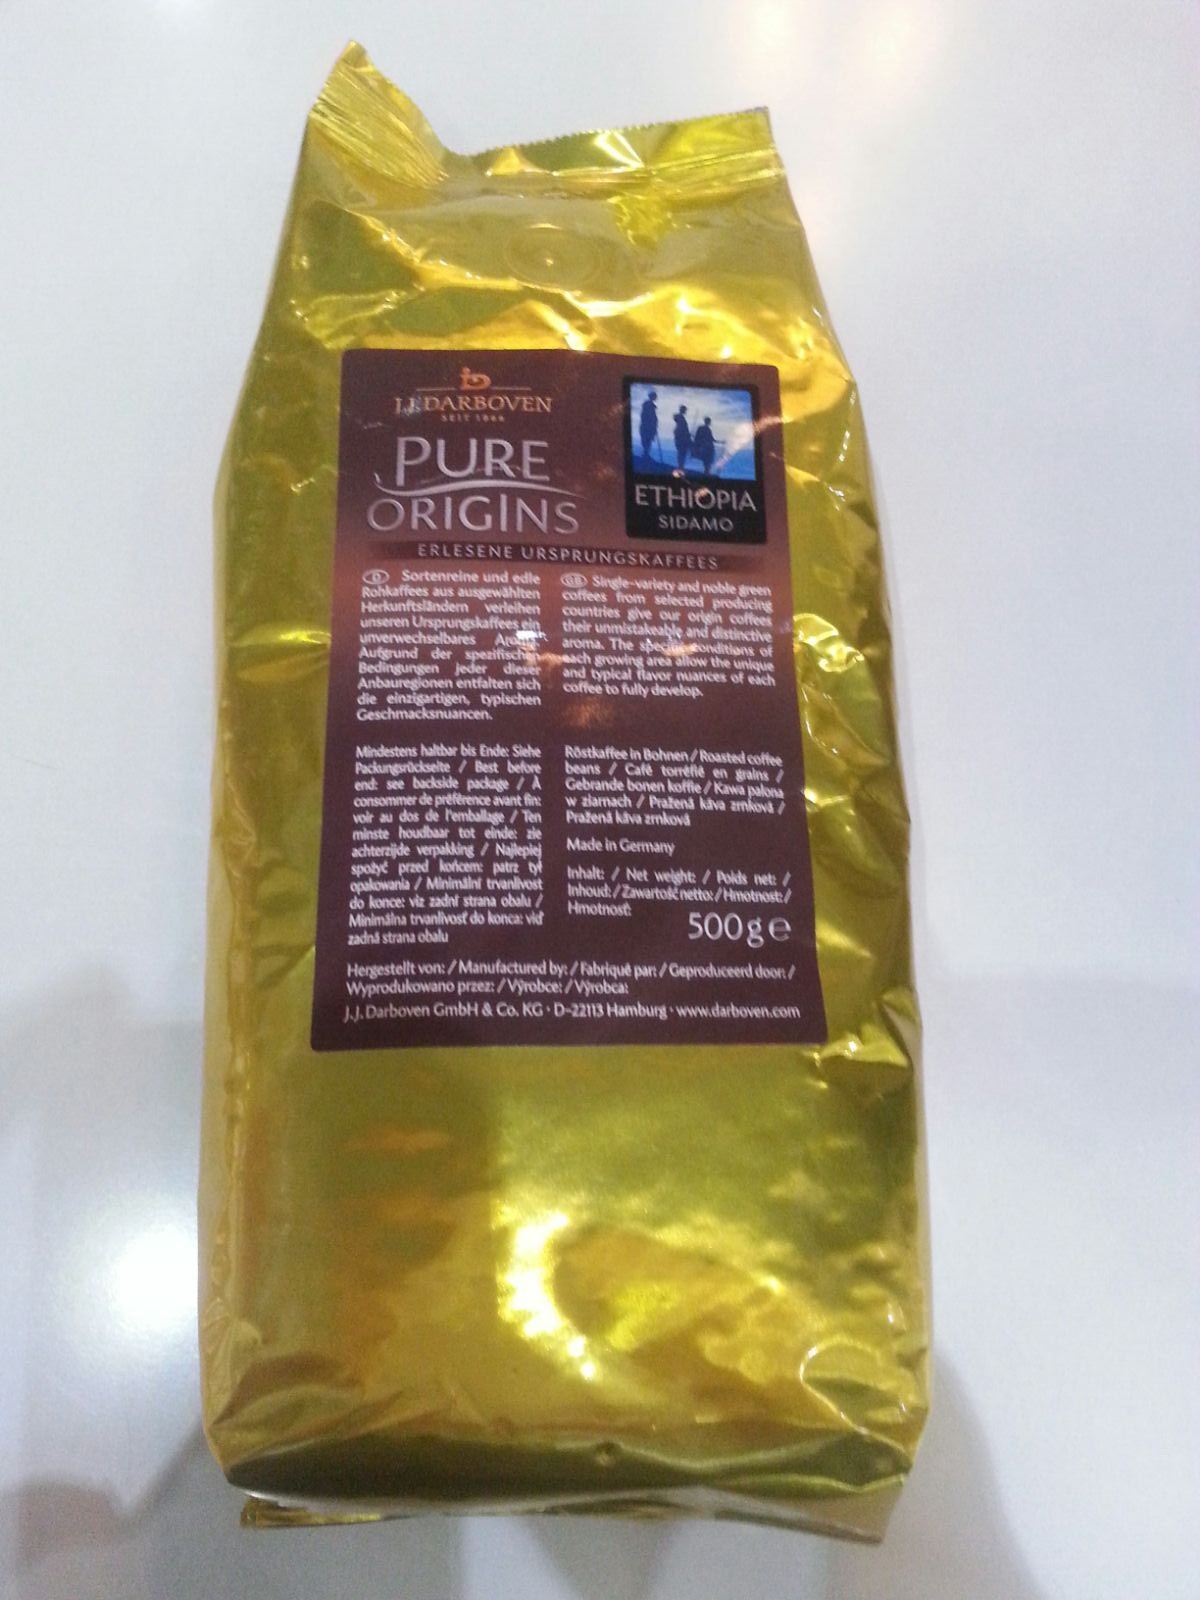 J.J. DARBOVEN
SEIT 1866
PURE
ORIGINS
ETHIOPIA
SIDAMO
ERLESENE URSPRUNGSKAFFEES
D Sortenreine und edle
Rohkaffees aus ausgewählten
Herkunftsländern verleihen
unseren Ursprungskaffees ein
unverwechselbares Aroma.
Aufgrund der spezifischen
Bedingungen jeder dieser
Anbauregionen entfalten sich
die einzigartigen, typischen
Geschmacksnuancen.
GB Single-variety and noble green
coffees from selected producing
countries give our origin coffees
their unmistakeable and distinctive
aroma. The specific conditions of
each growing area allow the unique
and typical flavor nuances of each
coffee to fully develop.
Mindestens haltbar bis Ende: Siehe
Packungsrückseite / Best before
end: see backside package / À
consommer de préférence avant fin:
voir au dos de l'emballage / Ten
minste houdbaar tot einde: zie
achterzijde verpakking / Najlepiej
spożyć przed końcem: patrz tył
opakowania / Minimální trvanlivost
do konce: viz zadní strana obalu /
Minimálna trvanlivosť do konca: viď
zadná strana obalu
Röstkaffee in Bohnen / Roasted coffee
beans / Café torréfié en grains /
Gebrande bonen koffie / Kawa palona
w ziarnach / Pražená káva zrnková /
Pražená káva zrnková
Made in Germany
Inhalt: / Net weight: / Poids net: /
Inhoud: / Zawartość netto: / Hmotnost: /
Hmotnosť:
500 g e
Hergestellt von: / Manufactured by: / Fabriqué par: / Geproduceerd door: /
Wyprodukowano przez: / Výrobce: / Výrobca:
J.J. Darboven GmbH & Co. KG · D-22113 Hamburg · www.darboven.com